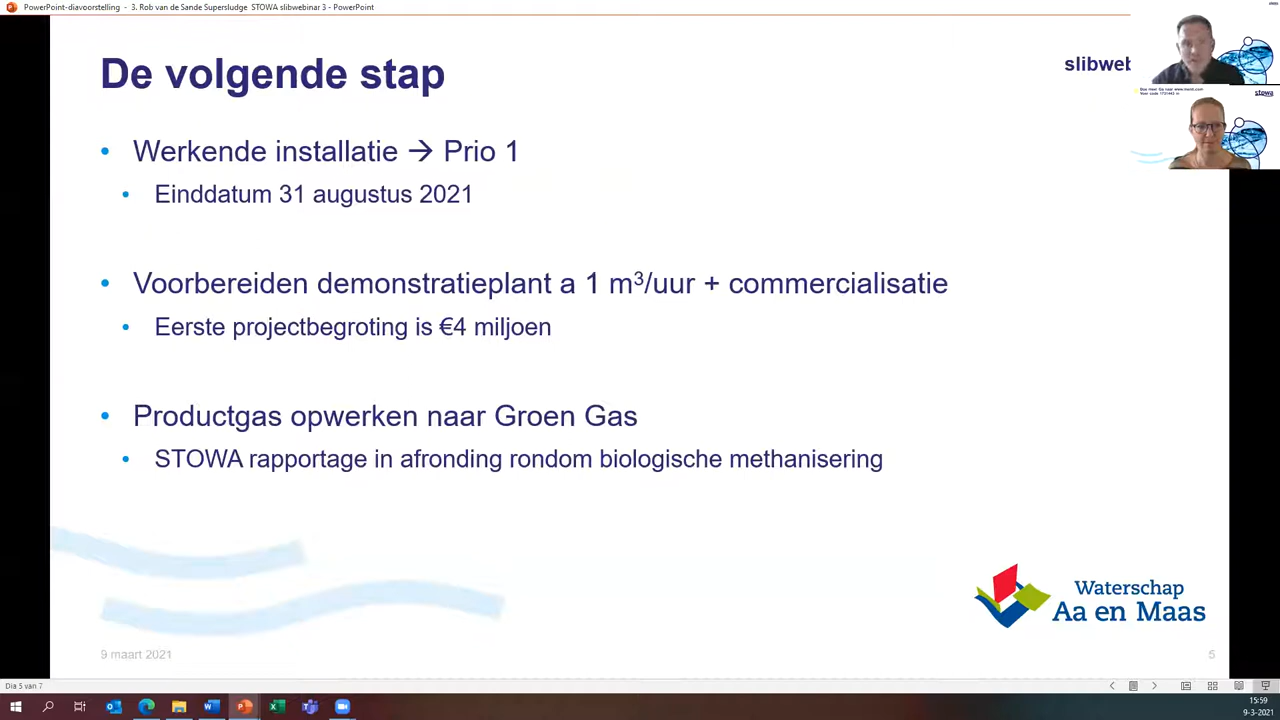 PowerPoint-diavoorstelling - 3. Rob van de Sande Supersludge STOWA slibwebinar 3 - PowerPoint
De volgende stap
slibweb
stowa
• Werkende installatie → Prio 1
• Einddatum 31 augustus 2021
• Voorbereiden demonstratieplant a 1 m³/uur + commercialisatie
• Eerste projectbegroting is €4 miljoen
• Productgas opwerken naar Groen Gas
• STOWA rapportage in afronding rondom biologische methanisering
Waterschap
Aa en Maas
9 maart 2021
5
Dia 5 van 7
15:59
9-3-2021